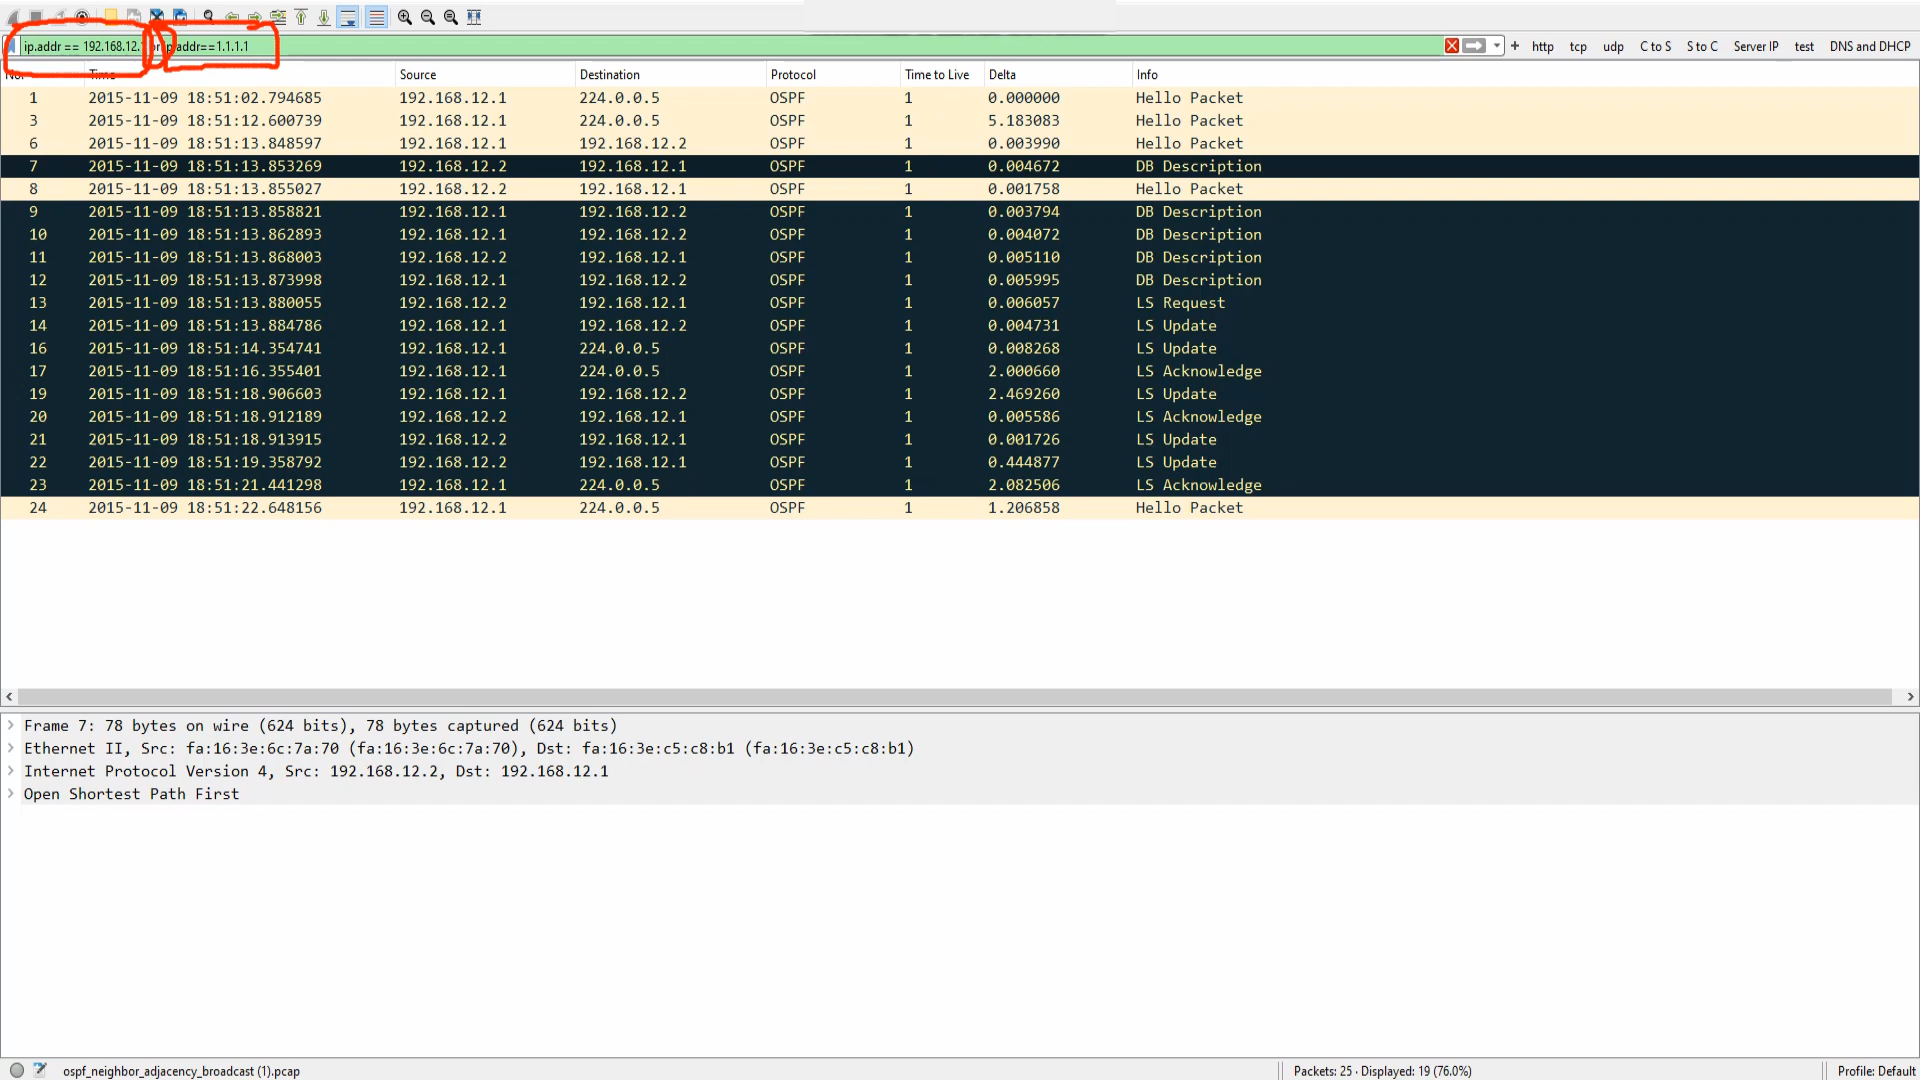 ip.addr == 192.168.12. addr==1.1.1.1 + http tcp udp C to S S to C Server IP test DNS and DHCP
Time Source Destination Protocol Time to Live Delta Info
1 2015-11-09 18:51:02.794685 192.168.12.1 224.0.0.5 OSPF 1 0.000000 Hello Packet
3 2015-11-09 18:51:12.600739 192.168.12.1 224.0.0.5 OSPF 1 5.183083 Hello Packet
6 2015-11-09 18:51:13.848597 192.168.12.1 192.168.12.2 OSPF 1 0.003990 Hello Packet
7 2015-11-09 18:51:13.853269 192.168.12.2 192.168.12.1 OSPF 1 0.004672 DB Description
8 2015-11-09 18:51:13.855027 192.168.12.2 192.168.12.1 OSPF 1 0.001758 Hello Packet
9 2015-11-09 18:51:13.858821 192.168.12.1 192.168.12.2 OSPF 1 0.003794 DB Description
10 2015-11-09 18:51:13.862893 192.168.12.1 192.168.12.2 OSPF 1 0.004072 DB Description
11 2015-11-09 18:51:13.868003 192.168.12.2 192.168.12.1 OSPF 1 0.005110 DB Description
12 2015-11-09 18:51:13.873998 192.168.12.1 192.168.12.2 OSPF 1 0.005995 DB Description
13 2015-11-09 18:51:13.880055 192.168.12.2 192.168.12.1 OSPF 1 0.006057 LS Request
14 2015-11-09 18:51:13.884786 192.168.12.1 192.168.12.2 OSPF 1 0.004731 LS Update
16 2015-11-09 18:51:14.354741 192.168.12.1 224.0.0.5 OSPF 1 0.008268 LS Update
17 2015-11-09 18:51:16.355401 192.168.12.1 224.0.0.5 OSPF 1 2.000660 LS Acknowledge
19 2015-11-09 18:51:18.906603 192.168.12.1 192.168.12.2 OSPF 1 2.469260 LS Update
20 2015-11-09 18:51:18.912189 192.168.12.2 192.168.12.1 OSPF 1 0.005586 LS Acknowledge
21 2015-11-09 18:51:18.913915 192.168.12.2 192.168.12.1 OSPF 1 0.001726 LS Update
22 2015-11-09 18:51:19.358792 192.168.12.2 192.168.12.1 OSPF 1 0.444877 LS Update
23 2015-11-09 18:51:21.441298 192.168.12.1 224.0.0.5 OSPF 1 2.082506 LS Acknowledge
24 2015-11-09 18:51:22.648156 192.168.12.1 224.0.0.5 OSPF 1 1.206858 Hello Packet
Frame 7: 78 bytes on wire (624 bits), 78 bytes captured (624 bits)
Ethernet II, Src: fa:16:3e:6c:7a:70 (fa:16:3e:6c:7a:70), Dst: fa:16:3e:c5:c8:b1 (fa:16:3e:c5:c8:b1)
Internet Protocol Version 4, Src: 192.168.12.2, Dst: 192.168.12.1
Open Shortest Path First
ospf_neighbor_adjacency_broadcast (1).pcap Packets: 25 · Displayed: 19 (76.0%) Profile: Default